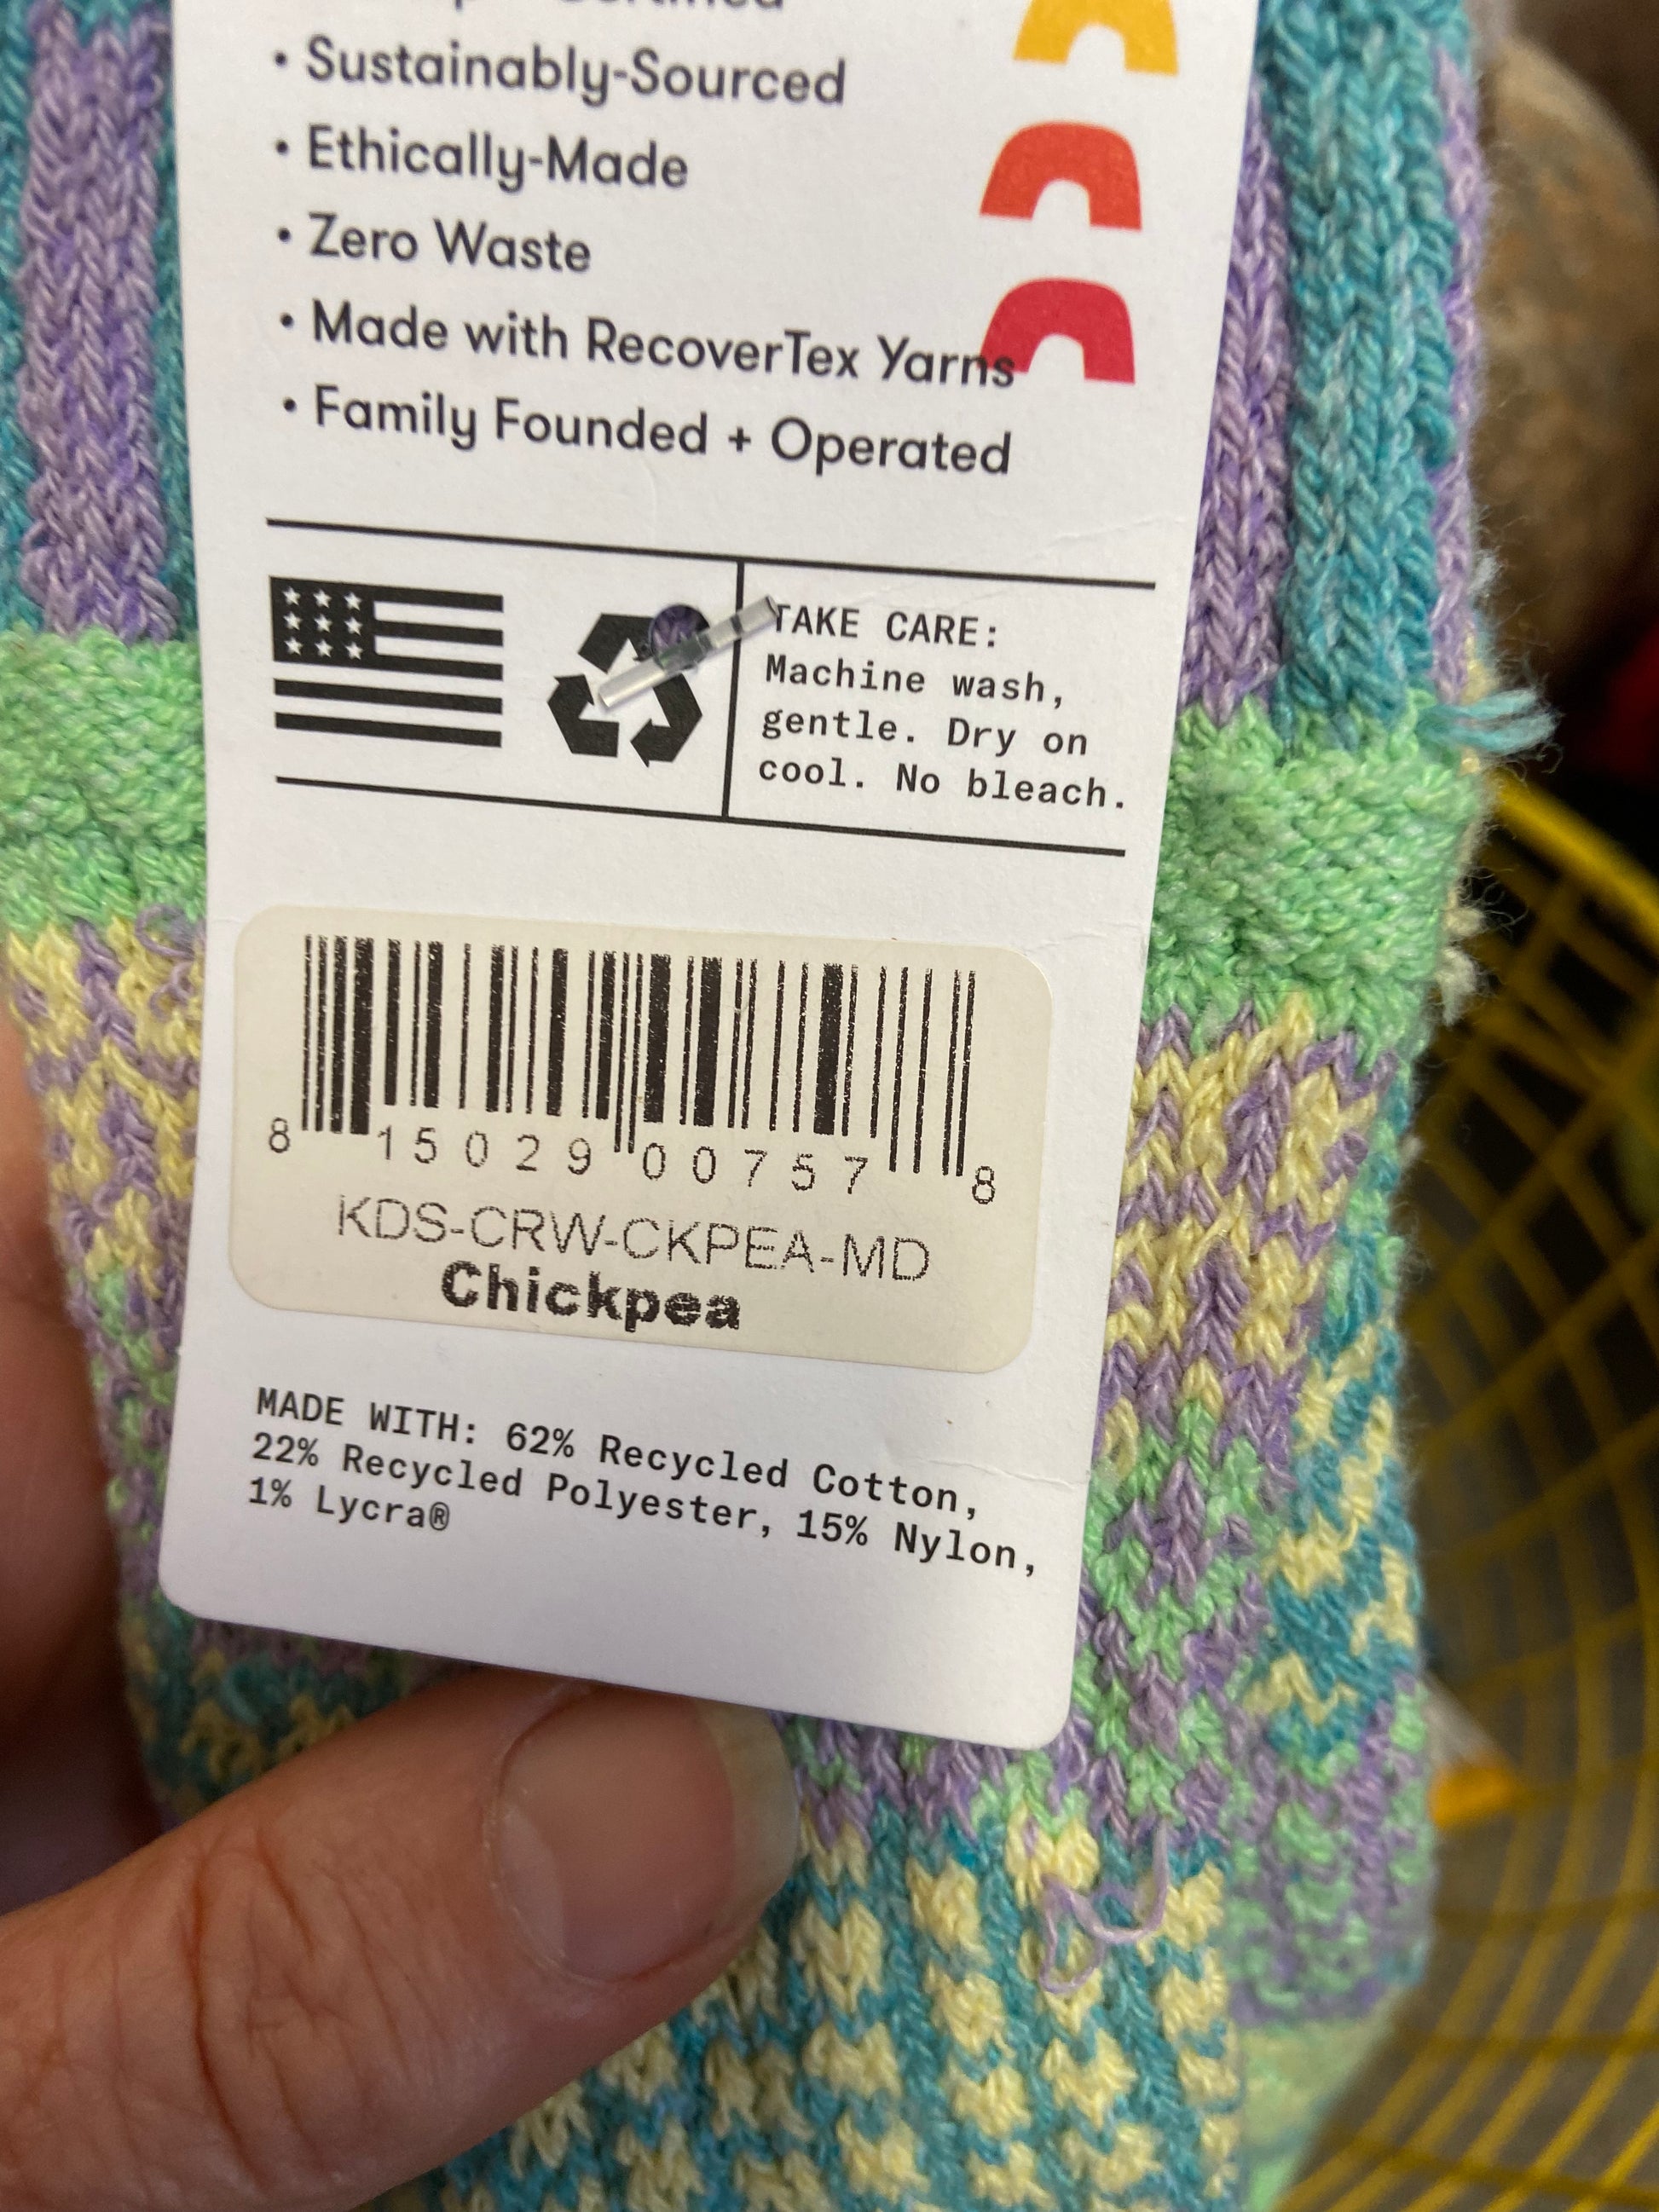 Certified
• Sustainably-Sourced
• Ethically-Made
• Zero Waste
• Made with RecoverTex Yarns
• Family Founded + Operated
TAKE CARE:
Machine wash,
gentle. Dry on
cool. No bleach.
8 15029 00757 8
KDS-CRW-CKPEA-MD
Chickpea
MADE WITH: 62% Recycled Cotton,
22% Recycled Polyester, 15% Nylon,
1% Lycra®